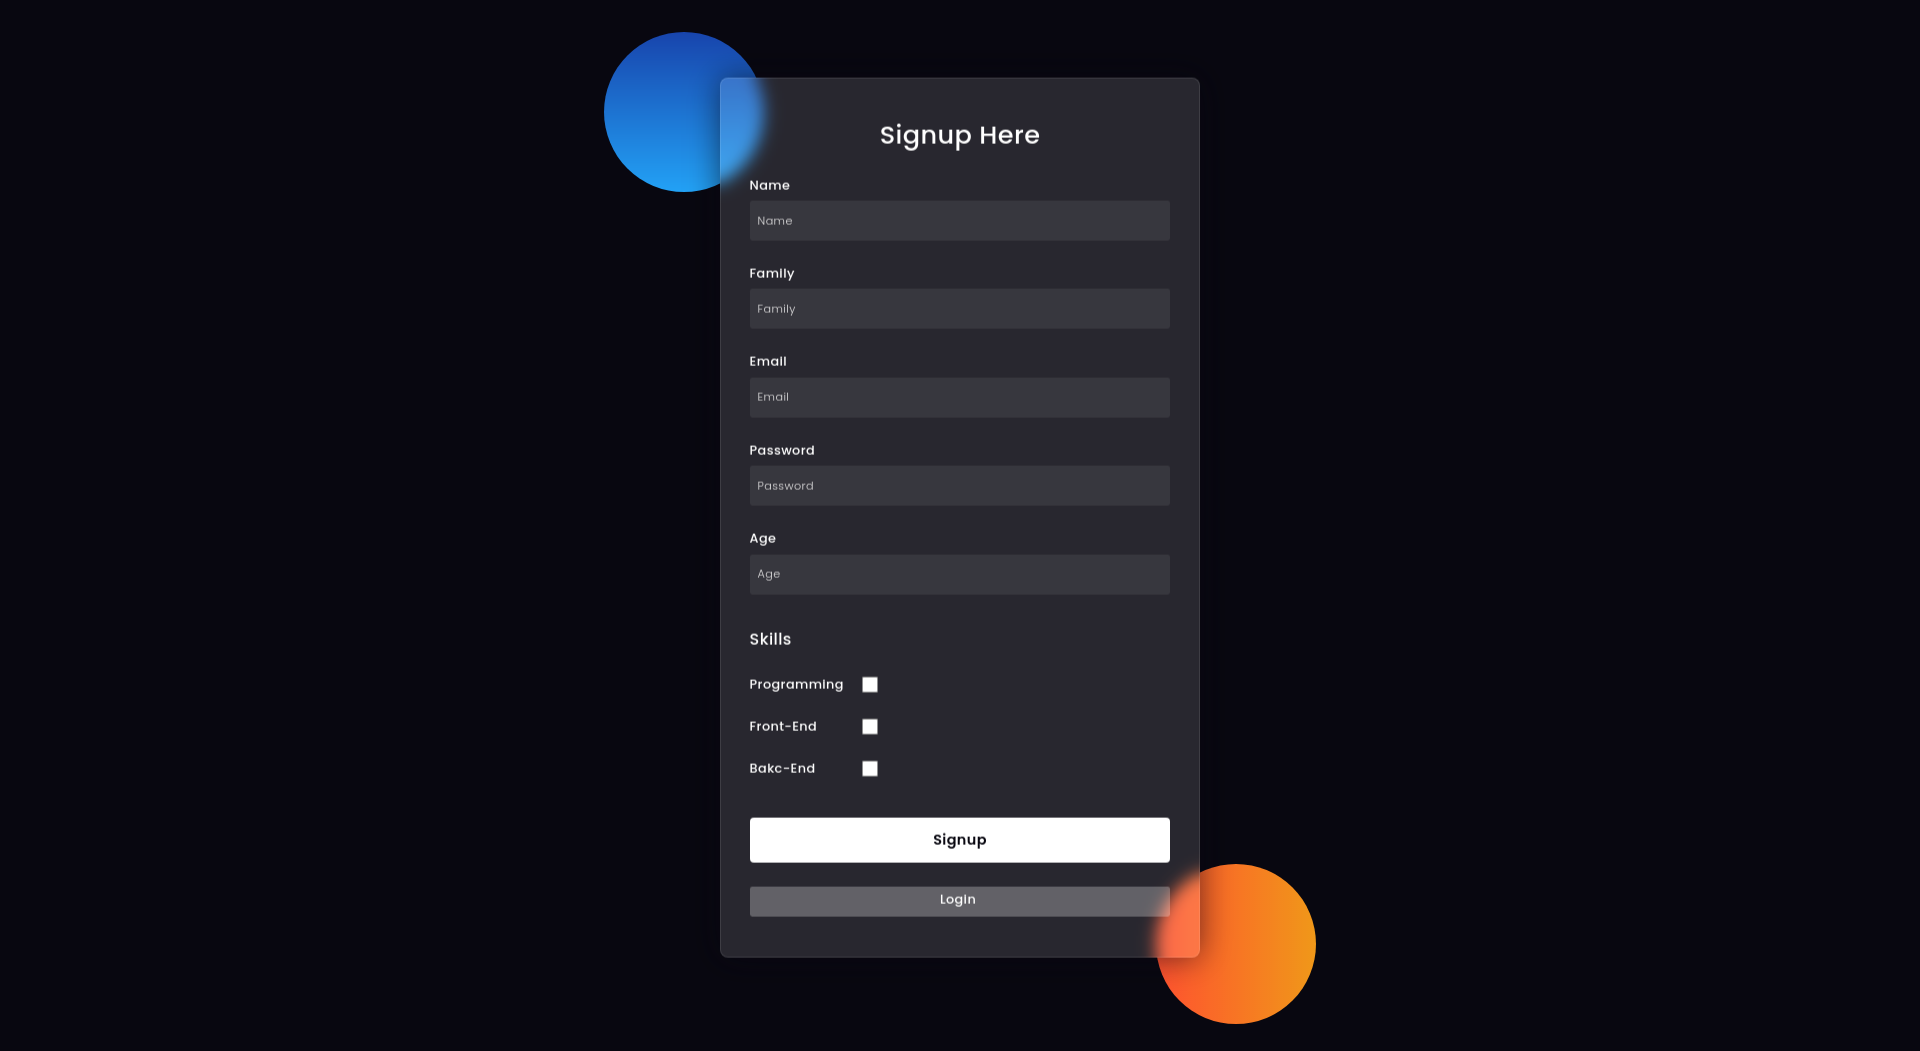 Signup Here
Name
Name
Family
Family
Email
Email
Password
Password
Age
Age
Skills
Programming
Front-End
Bakc-End
Signup
Login